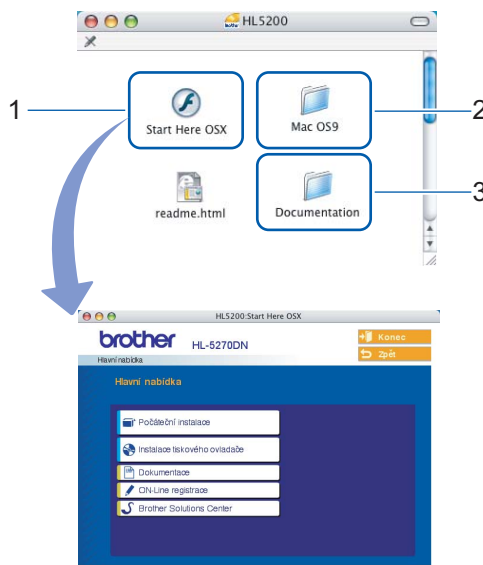 HL5200
1
Start Here OSX
Mac OS9
2
readme.html
Documentation
3
HL5200:Start Here OSX
brother HL-5270DN
Konec
Zpět
Hlavní nabídka
Hlavní nabídka
Počáteční instalace
Instalace tiskového ovladače
Dokumentace
ON-Line registrace
Brother Solutions Center